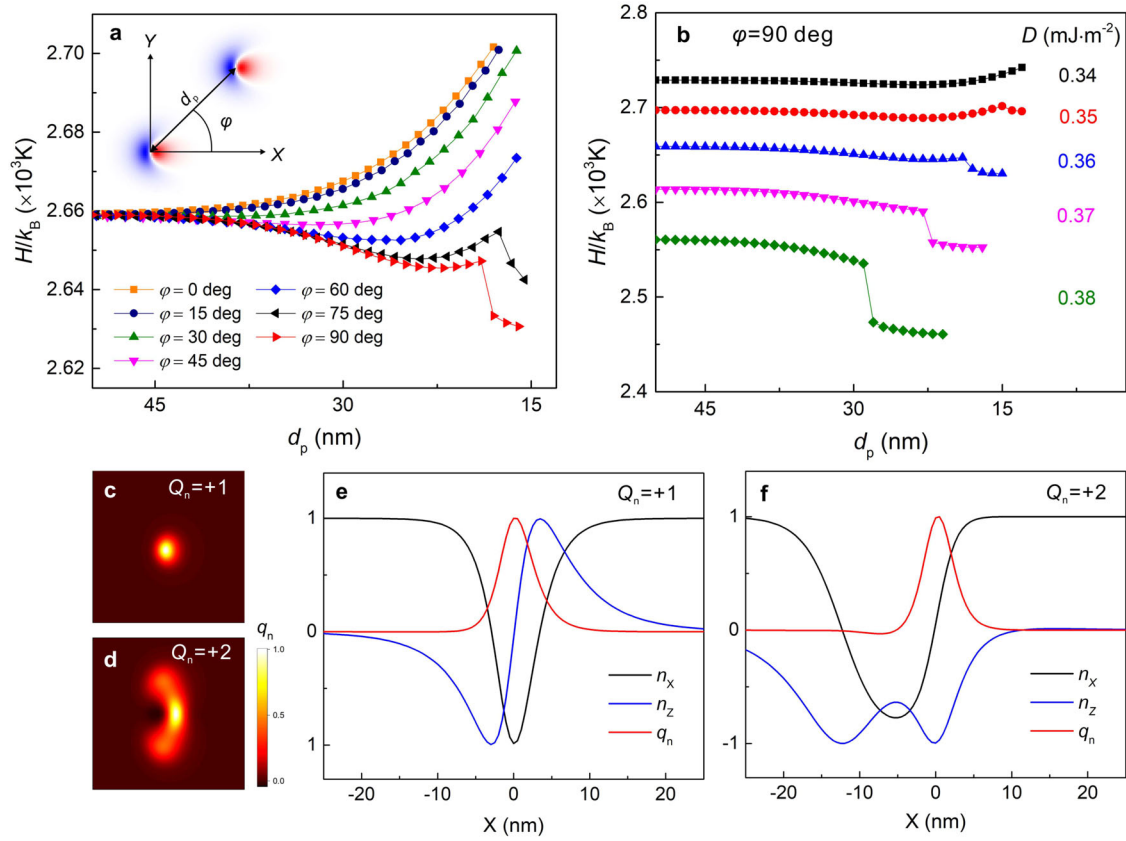 a
Y
d_p
φ
X
2.70
2.68
2.66
2.64
2.62
H/k_B (×10³K)
φ = 0 deg
φ = 15 deg
φ = 30 deg
φ = 45 deg
φ = 60 deg
φ = 75 deg
φ = 90 deg
45
30
15
d_p (nm)
b
φ=90 deg
D (mJ·m⁻²)
0.34
0.35
0.36
0.37
0.38
2.8
2.7
2.6
2.5
2.4
H/k_B (×10³K)
45
30
15
d_p (nm)
c
Q_n=+1
d
Q_n=+2
q_n
1.0
0.5
0.0
e
Q_n=+1
1
0
1
n_X
n_Z
q_n
-20
-10
0
10
20
X (nm)
f
Q_n=+2
1
0
-1
n_X
n_Z
q_n
-20
-10
0
10
20
X (nm)